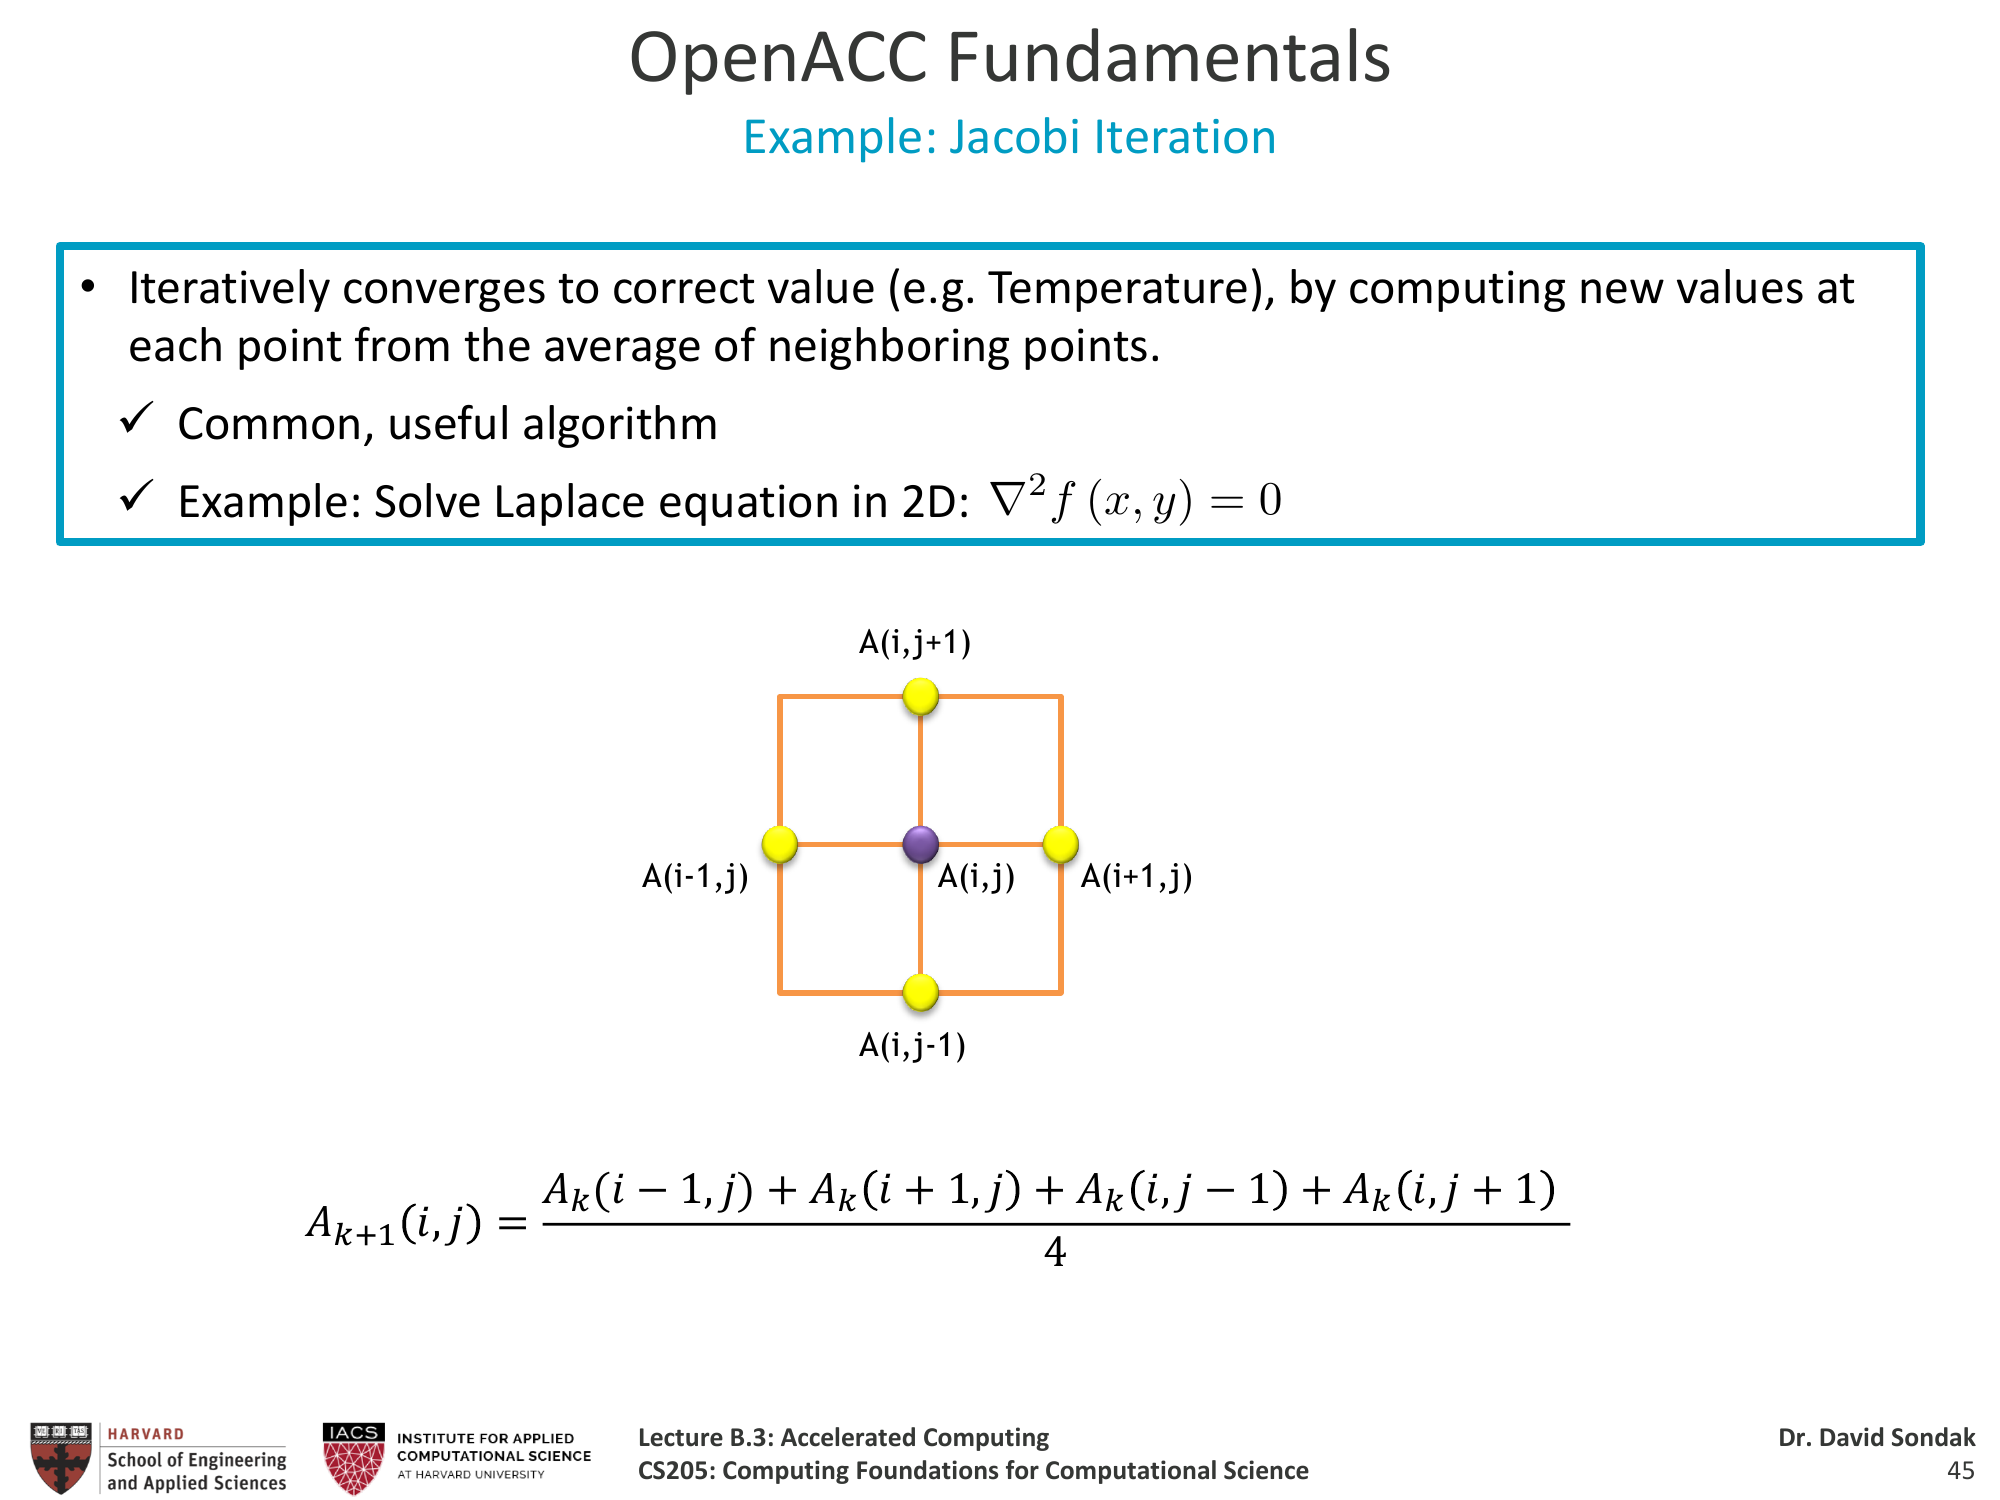 OpenACC Fundamentals
Example: Jacobi Iteration
• Iteratively converges to correct value (e.g. Temperature), by computing new values at
each point from the average of neighboring points.
✓ Common, useful algorithm
✓ Example: Solve Laplace equation in 2D: ∇²f (x, y) = 0
A(i,j+1)
A(i-1,j) A(i,j) A(i+1,j)
A(i,j-1)
A_{k+1}(i,j) = \frac{A_k(i − 1,j) + A_k(i + 1,j) + A_k(i,j − 1) + A_k(i,j + 1)}{4}
HARVARD
School of Engineering
and Applied Sciences
IACS
INSTITUTE FOR APPLIED
COMPUTATIONAL SCIENCE
AT HARVARD UNIVERSITY
Lecture B.3: Accelerated Computing
CS205: Computing Foundations for Computational Science
Dr. David Sondak
45